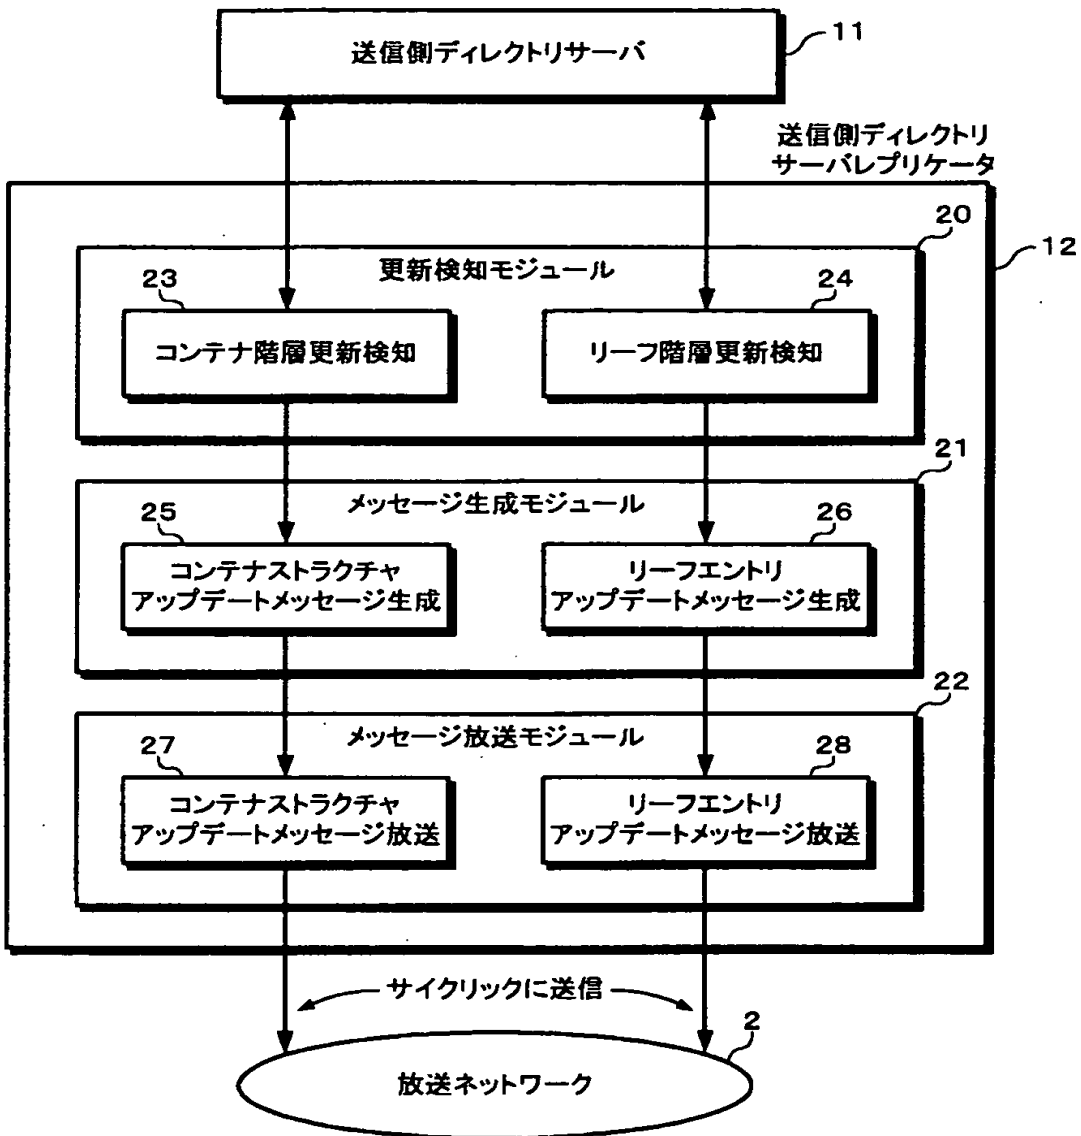 送信側ディレクトリサーバ
11
送信側ディレクトリ
サーバレプリケータ
12
20
更新検知モジュール
23
コンテナ階層更新検知
24
リーフ階層更新検知
21
メッセージ生成モジュール
25
コンテナストラクチャ
アップデートメッセージ生成
26
リーフエントリ
アップデートメッセージ生成
22
メッセージ放送モジュール
27
コンテナストラクチャ
アップデートメッセージ放送
28
リーフエントリ
アップデートメッセージ放送
サイクリックに送信
2
放送ネットワーク